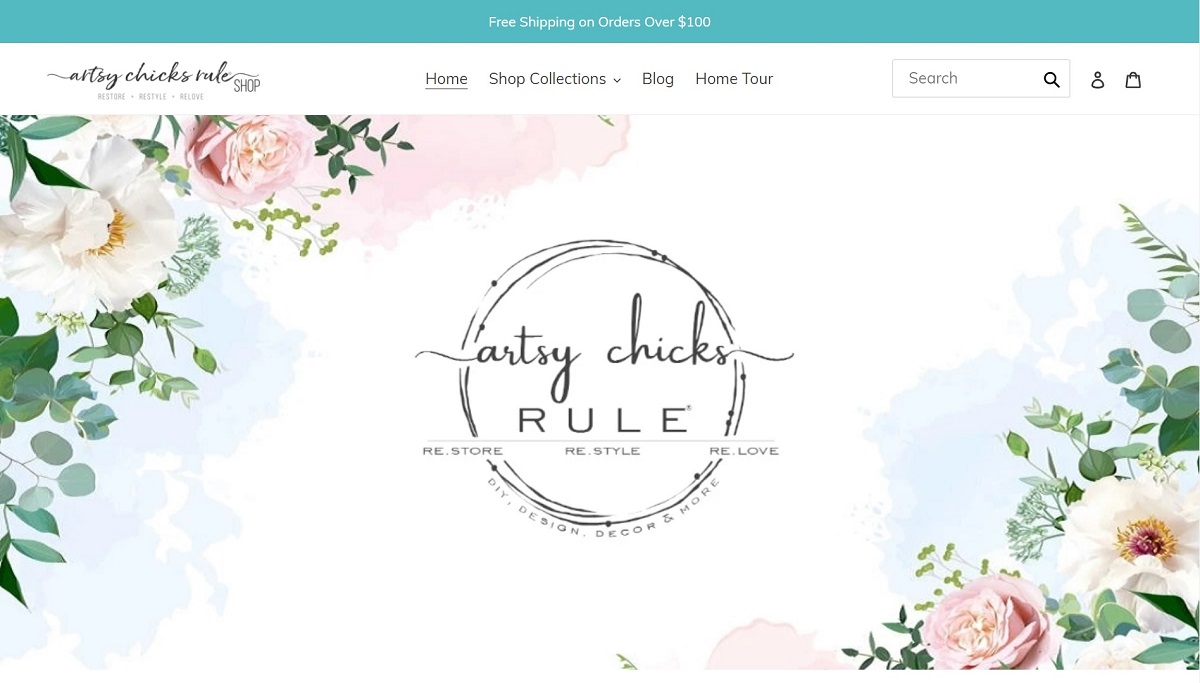 Free Shipping on Orders Over $100
artsy chicks rule SHOP
RESTORE • RESTYLE • RELOVE
Home Shop Collections Blog Home Tour
Search
artsy chicks
RULE®
RE.STORE RE.STYLE RE.LOVE
DIY, DESIGN, DECOR & MORE